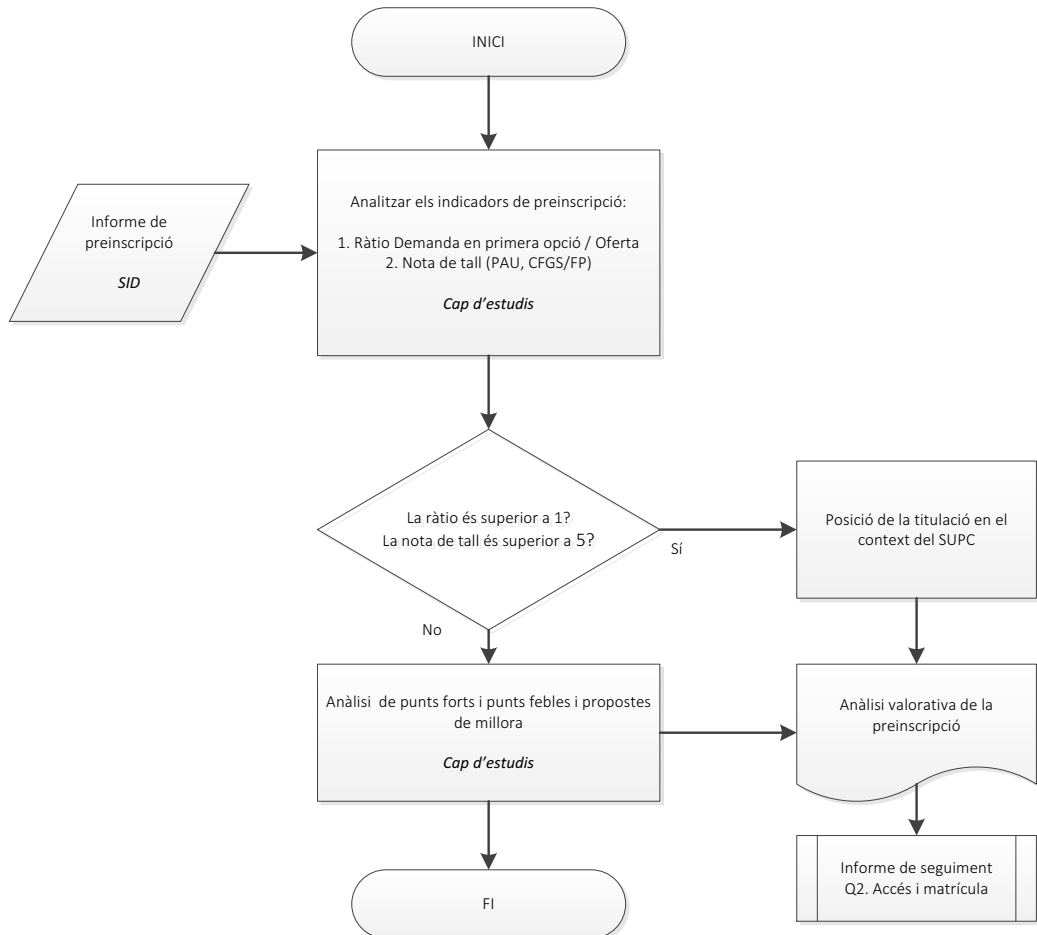 INICI
Informe de
preinscripció
SID
Analitzar els indicadors de preinscripció:
1. Ràtio Demanda en primera opció / Oferta
2. Nota de tall (PAU, CFGS/FP)
Cap d’estudis
La ràtio és superior a 1?
La nota de tall és superior a 5?
Sí
No
Posició de la titulació en el
context del SUPC
Anàlisi  de punts forts i punts febles i propostes
de millora
Cap d’estudis
Anàlisi valorativa de la
preinscripció
Informe de seguiment
Q2. Accés i matrícula
FI